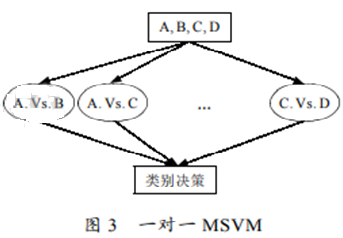 A, B, C, D
A. Vs. B A. Vs. C ... C. Vs. D
类别决策
图 3 一对一 MSVM